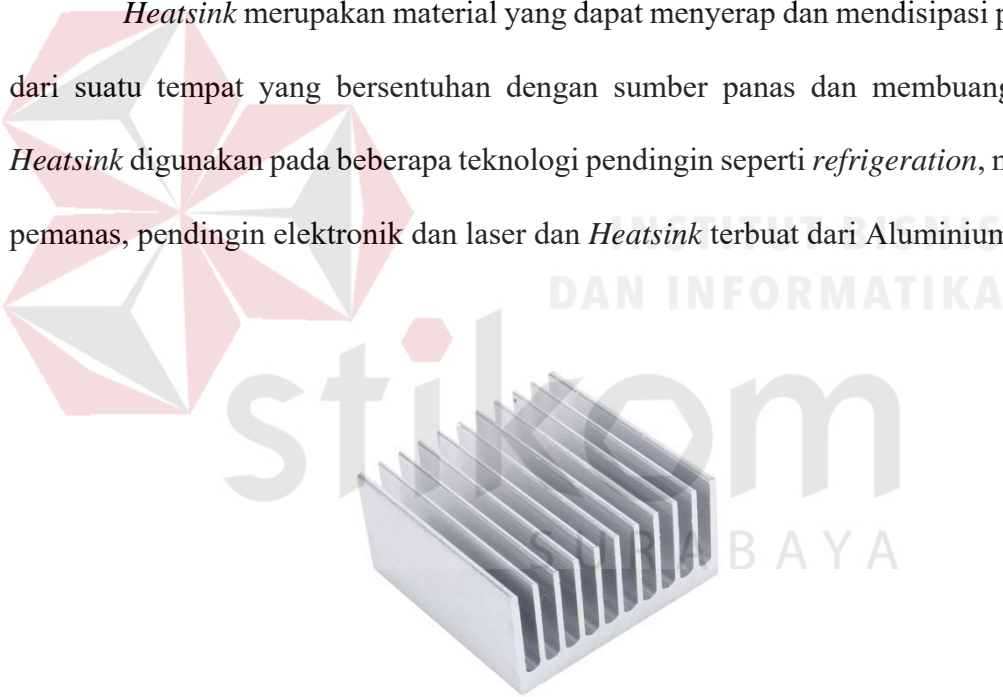 Heatsink merupakan material yang dapat menyerap dan mendisipasi
dari suatu tempat yang bersentuhan dengan sumber panas dan membuang
Heatsink digunakan pada beberapa teknologi pendingin seperti refrigeration,
pemanas, pendingin elektronik dan laser dan Heatsink terbuat dari Aluminium
INSTITUT BISNIS
DAN INFORMATIKA
stikom
SURABAYA